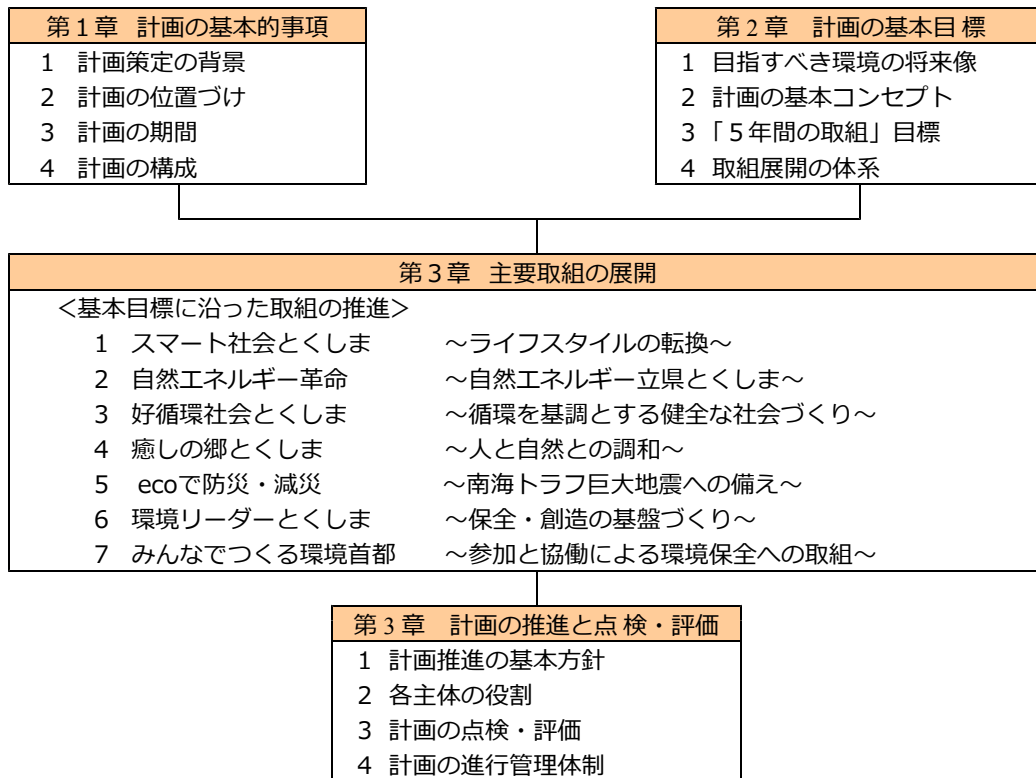 第１章 計画の基本的事項
1 計画策定の背景
2 計画の位置づけ
3 計画の期間
4 計画の構成
第２章 計画の基本目標
1 目指すべき環境の将来像
2 計画の基本コンセプト
3 「５年間の取組」目標
4 取組展開の体系
第３章 主要取組の展開
＜基本目標に沿った取組の推進＞
1 スマート社会とくしま ～ライフスタイルの転換～
2 自然エネルギー革命 ～自然エネルギー立県とくしま～
3 好循環社会とくしま ～循環を基調とする健全な社会づくり～
4 癒しの郷とくしま ～人と自然との調和～
5 ecoで防災・減災 ～南海トラフ巨大地震への備え～
6 環境リーダーとくしま ～保全・創造の基盤づくり～
7 みんなでつくる環境首都 ～参加と協働による環境保全への取組～
第３章 計画の推進と点検・評価
1 計画推進の基本方針
2 各主体の役割
3 計画の点検・評価
4 計画の進行管理体制